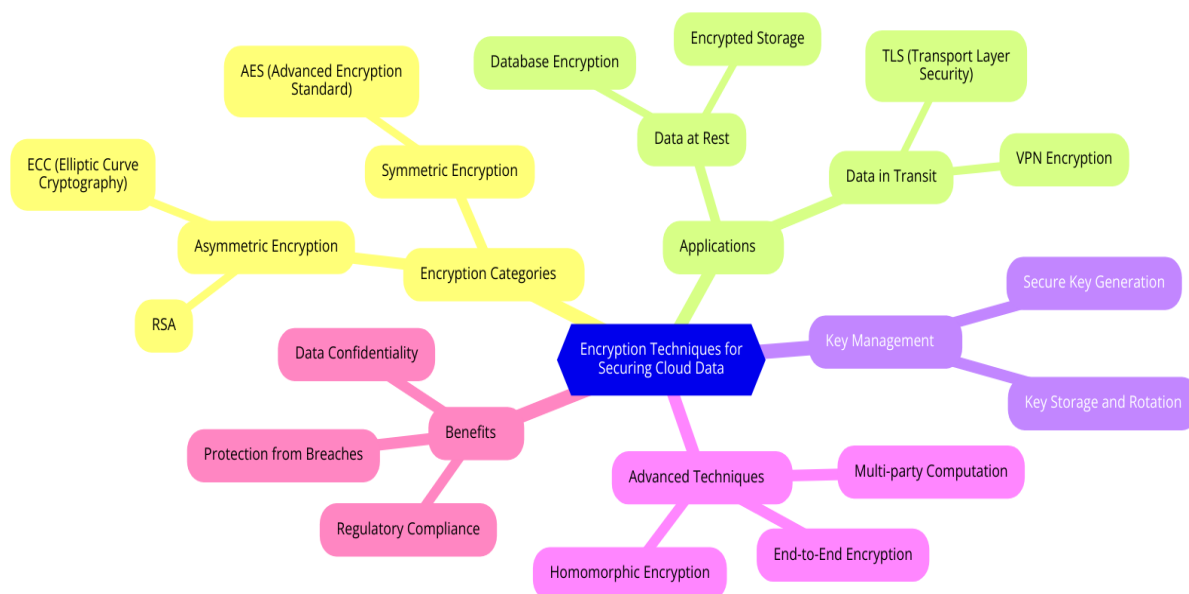 Encryption Techniques for
Securing Cloud Data
Encryption Categories
Symmetric Encryption
AES (Advanced Encryption
Standard)
Asymmetric Encryption
ECC (Elliptic Curve
Cryptography)
RSA
Applications
Data at Rest
Database Encryption
Encrypted Storage
Data in Transit
TLS (Transport Layer
Security)
VPN Encryption
Key Management
Secure Key Generation
Key Storage and Rotation
Advanced Techniques
Multi-party Computation
End-to-End Encryption
Homomorphic Encryption
Benefits
Data Confidentiality
Protection from Breaches
Regulatory Compliance